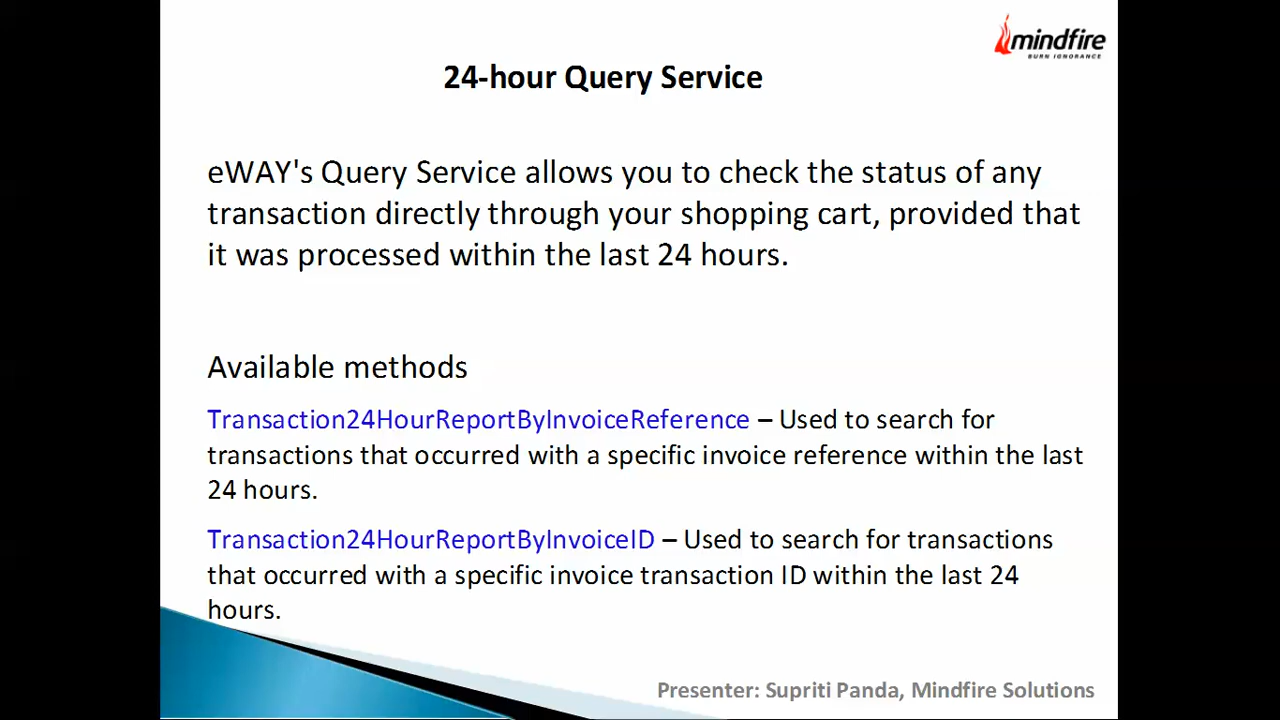 mindfire
BURN IGNORANCE
24-hour Query Service
eWAY's Query Service allows you to check the status of any
transaction directly through your shopping cart, provided that
it was processed within the last 24 hours.
Available methods
Transaction24HourReportByInvoiceReference – Used to search for
transactions that occurred with a specific invoice reference within the last
24 hours.
Transaction24HourReportByInvoiceID – Used to search for transactions
that occurred with a specific invoice transaction ID within the last 24
hours.
Presenter: Supriti Panda, Mindfire Solutions